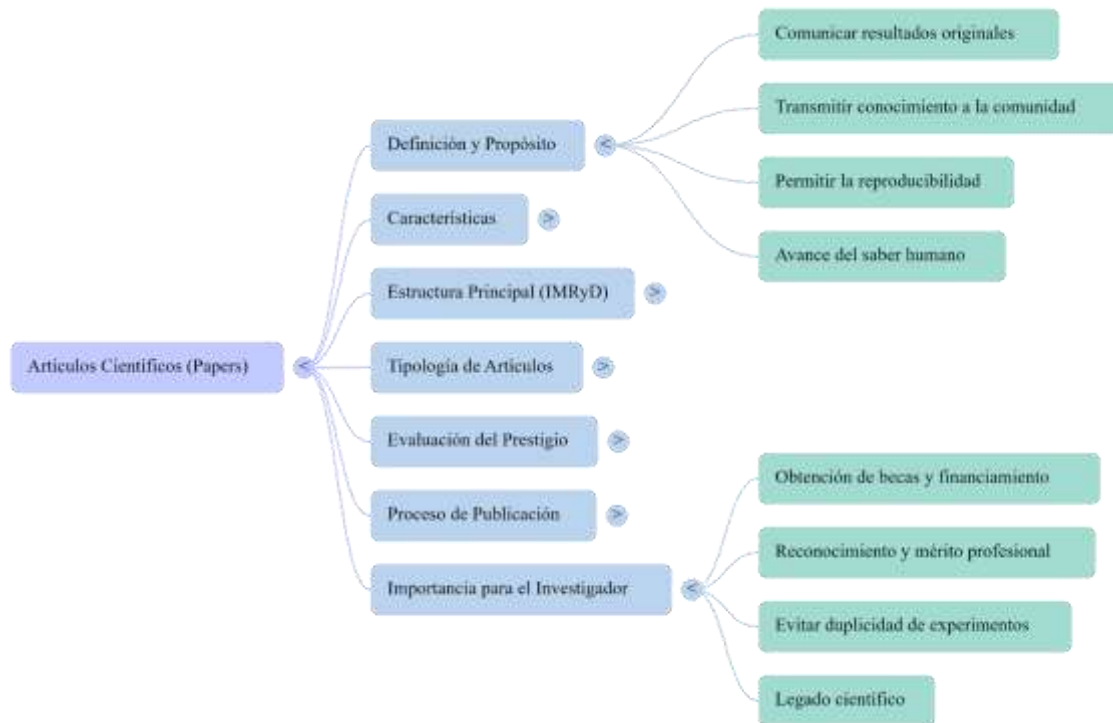 Artículos Científicos (Papers)
<
Definición y Propósito
<
Comunicar resultados originales
Transmitir conocimiento a la comunidad
Permitir la reproducibilidad
Avance del saber humano
Características
>
Estructura Principal (IMRyD)
>
Tipología de Artículos
>
Evaluación del Prestigio
>
Proceso de Publicación
>
Importancia para el Investigador
<
Obtención de becas y financiamiento
Reconocimiento y mérito profesional
Evitar duplicidad de experimentos
Legado científico